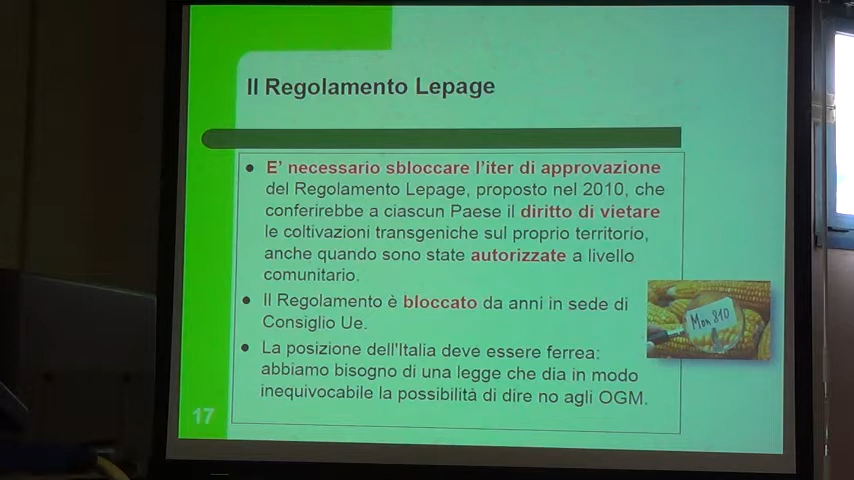 Il Regolamento Lepage
• E' necessario sbloccare l'iter di approvazione
del Regolamento Lepage, proposto nel 2010, che
conferirebbe a ciascun Paese il diritto di vietare
le coltivazioni transgeniche sul proprio territorio,
anche quando sono state autorizzate a livello
comunitario.
• Il Regolamento è bloccato da anni in sede di
Consiglio Ue.
• La posizione dell'Italia deve essere ferrea:
abbiamo bisogno di una legge che dia in modo
inequivocabile la possibilità di dire no agli OGM.
Mon 810
17